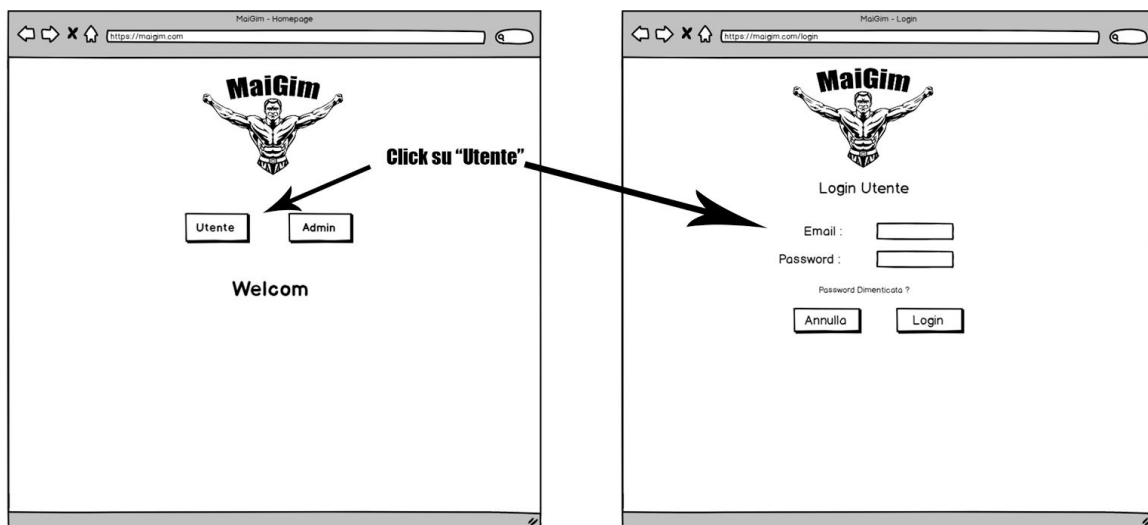 MaiGim - Homepage
https://maigim.com
MaiGim
Click su “Utente”
Utente
Admin
Welcom
MaiGim - Login
https://maigim.com/login
MaiGim
Login Utente
Email :
Password :
Password Dimenticata ?
Annulla
Login